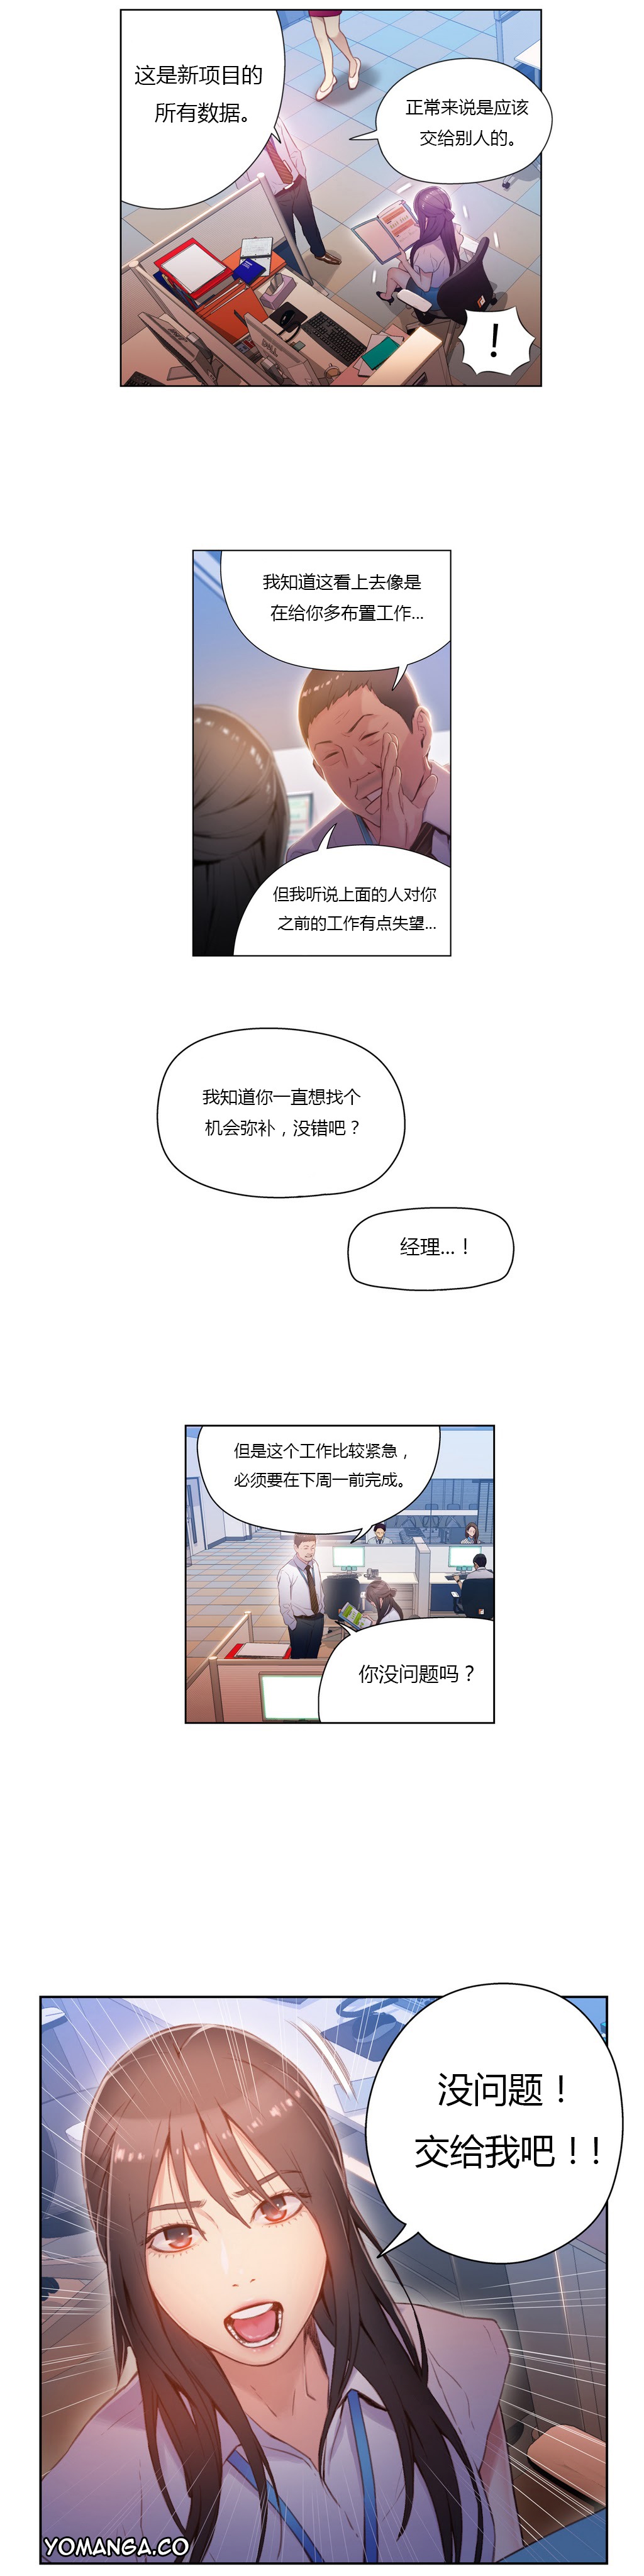 这是新项目的
所有数据。
正常来说是应该
交给别人的。
DELL
！
我知道这看上去像是
在给你多布置工作...
但我听说上面的人对你
之前的工作有点失望...
我知道你一直想找个
机会弥补，没错吧？
经理...！
但是这个工作比较紧急，
必须要在下周一前完成。
你没问题吗？
没问题！
交给我吧！！
YOMANGA.CO